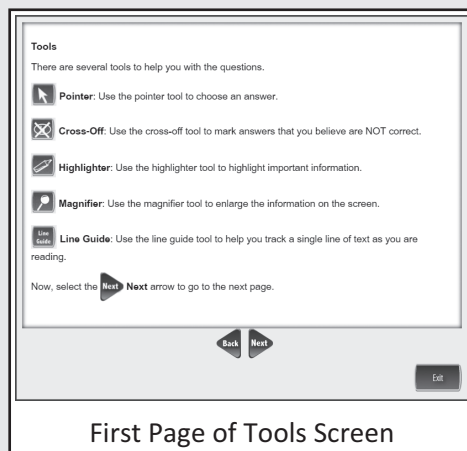 Tools
There are several tools to help you with the questions.
Pointer: Use the pointer tool to choose an answer.
Cross-Off: Use the cross-off tool to mark answers that you believe are NOT correct.
Highlighter: Use the highlighter tool to highlight important information.
Magnifier: Use the magnifier tool to enlarge the information on the screen.
Line Guide Line Guide: Use the line guide tool to help you track a single line of text as you are
reading.
Now, select the Next Next arrow to go to the next page.
Back Next
Exit
First Page of Tools Screen